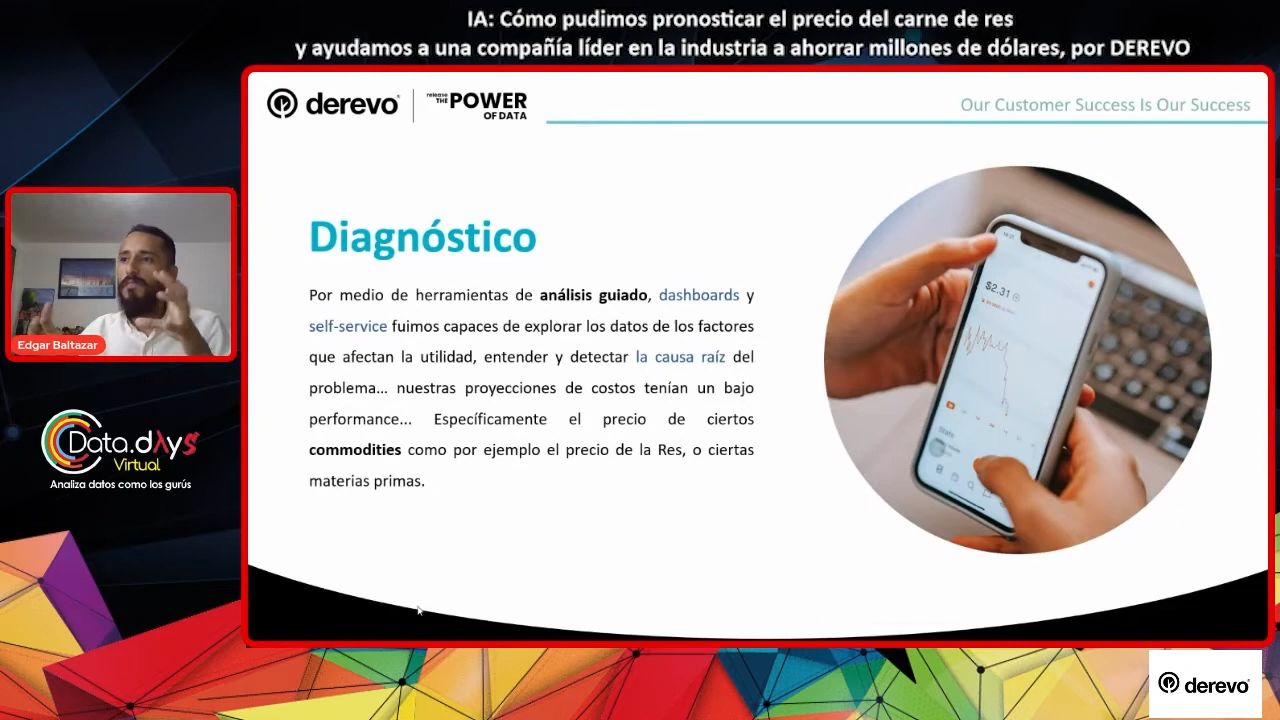 IA: Cómo pudimos pronosticar el precio del carne de res
y ayudamos a una compañía líder en la industria a ahorrar millones de dólares, por DEREVO
derevo
release
THE POWER
OF DATA
Our Customer Success Is Our Success
Diagnóstico
Por medio de herramientas de análisis guiado, dashboards y
self-service fuimos capaces de explorar los datos de los factores
que afectan la utilidad, entender y detectar la causa raíz del
problema... nuestras proyecciones de costos tenían un bajo
performance... Específicamente el precio de ciertos
commodities como por ejemplo el precio de la Res, o ciertas
materias primas.
$2.31
Edgar Baltazar
Data.dAys
Virtual
Analiza datos como los gurús
derevo